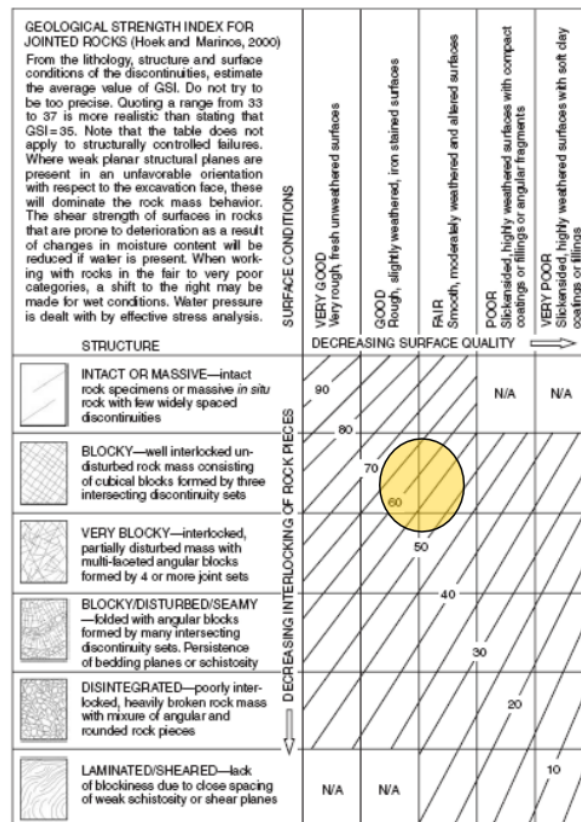 GEOLOGICAL STRENGTH INDEX FOR
JOINTED ROCKS (Hoek and Marinos, 2000)
From the lithology, structure and surface
conditions of the discontinuities, estimate
the average value of GSI. Do not try to
be too precise. Quoting a range from 33
to 37 is more realistic than stating that
GSI=35. Note that the table does not
apply to structurally controlled failures.
Where weak planar structural planes are
present in an unfavorable orientation
with respect to the excavation face, these
will dominate the rock mass behavior.
The shear strength of surfaces in rocks
that are prone to deterioration as a result
of changes in moisture content will be
reduced if water is present. When work-
ing with rocks in the fair to very poor
categories, a shift to the right may be
made for wet conditions. Water pressure
is dealt with by effective stress analysis.
SURFACE CONDITIONS
VERY GOOD
Very rough, fresh unweathered surfaces
GOOD
Rough, slightly weathered, iron stained surfaces
FAIR
Smooth, moderately weathered and altered surfaces
POOR
Slickensided, highly weathered surfaces with compact
coatings or fillings or angular fragments
VERY POOR
Slickensided, highly weathered surfaces with soft clay
coatings or fillings
STRUCTURE
DECREASING SURFACE QUALITY
DECREASING INTERLOCKING OF ROCK PIECES
INTACT OR MASSIVE—intact
rock specimens or massive in situ
rock with few widely spaced
discontinuities
90
N/A
N/A
80
BLOCKY—well interlocked un-
disturbed rock mass consisting
of cubical blocks formed by three
intersecting discontinuity sets
70
60
VERY BLOCKY—interlocked,
partially disturbed mass with
multi-faceted angular blocks
formed by 4 or more joint sets
50
BLOCKY/DISTURBED/SEAMY
—folded with angular blocks
formed by many intersecting
discontinuity sets. Persistence
of bedding planes or schistosity
40
30
DISINTEGRATED—poorly inter-
locked, heavily broken rock mass
with mixture of angular and
rounded rock pieces
20
LAMINATED/SHEARED—lack
of blockiness due to close spacing
of weak schistosity or shear planes
N/A
N/A
10